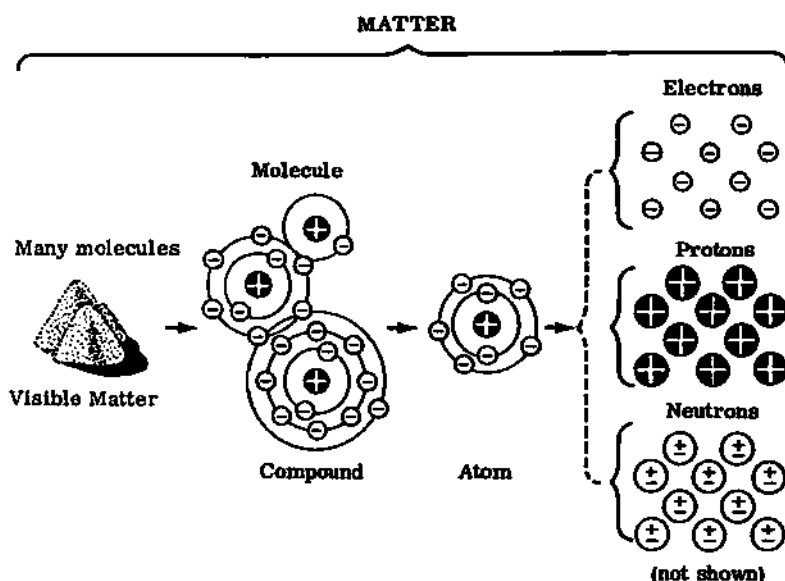 MATTER
Electrons
Molecule
Many molecules
Protons
Visible Matter
Neutrons
Compound
Atom
(not shown)